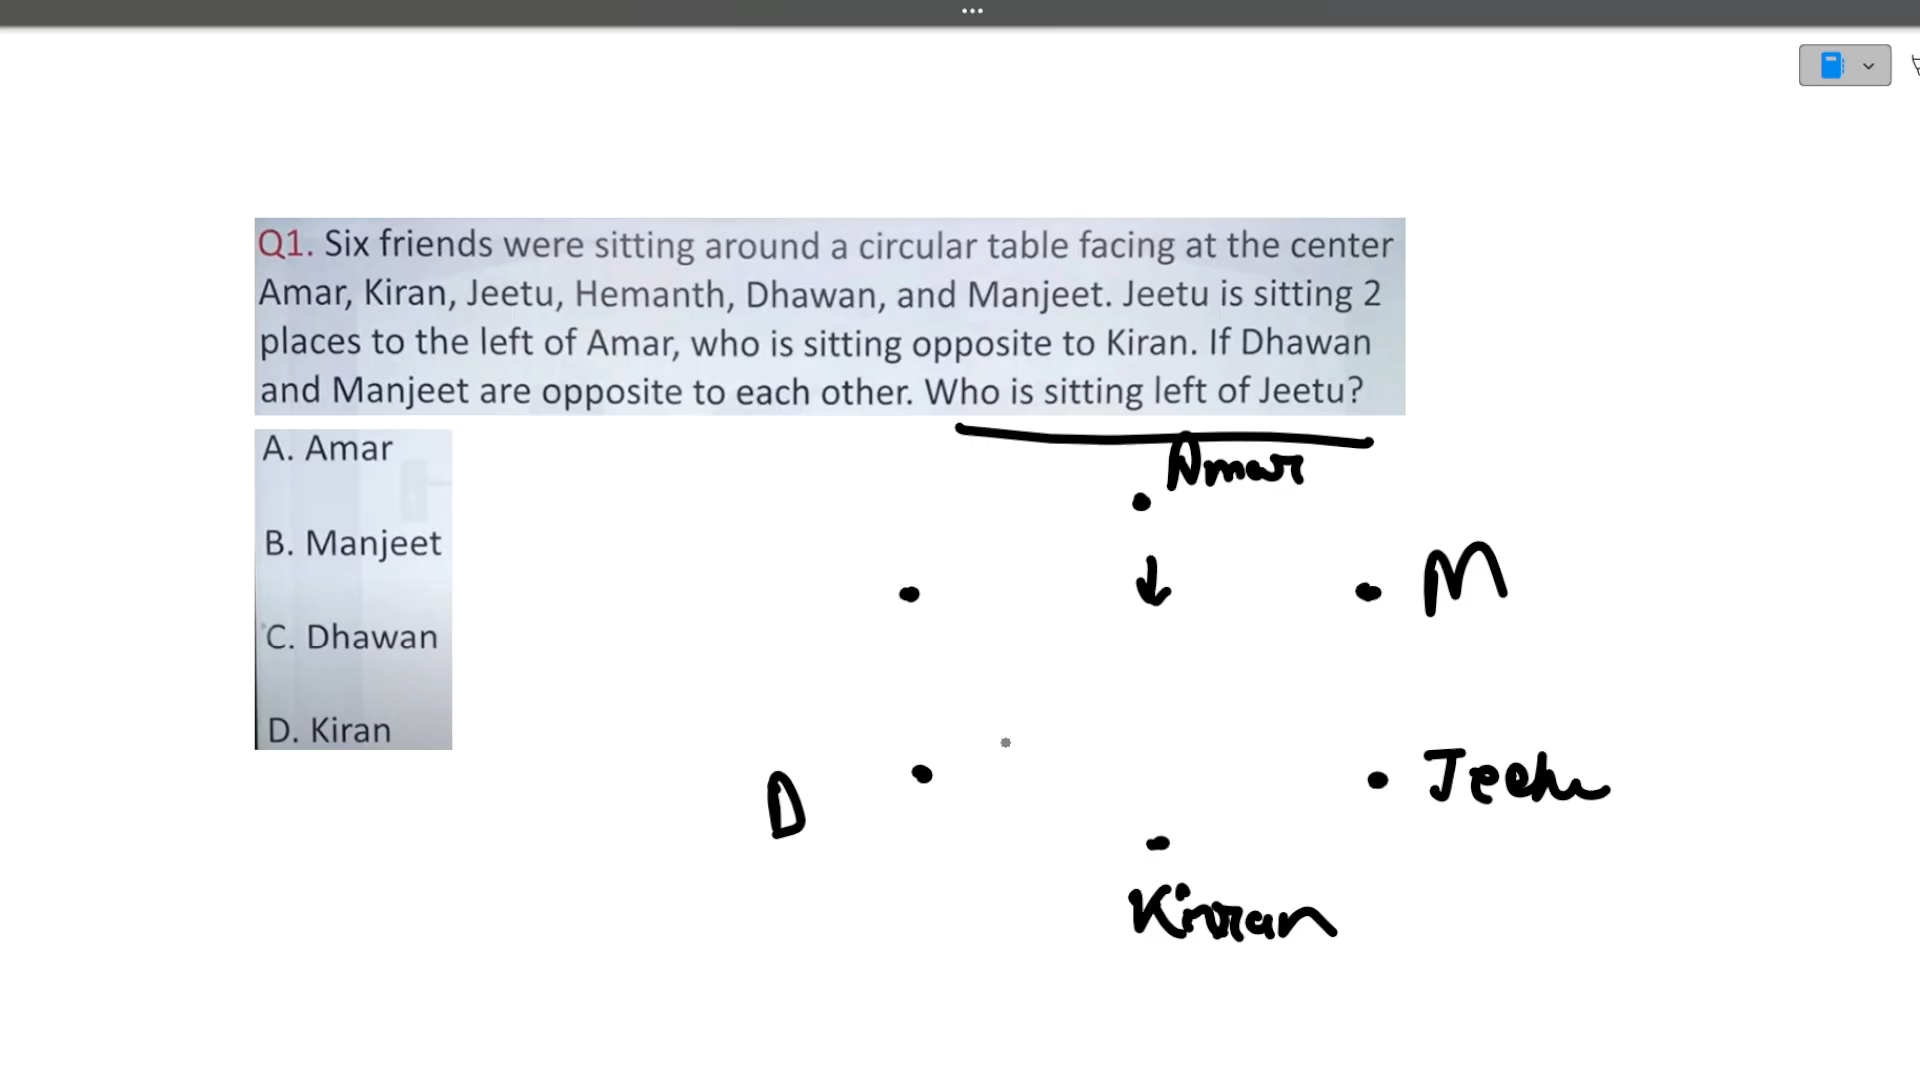 Q1. Six friends were sitting around a circular table facing at the center
Amar, Kiran, Jeetu, Hemanth, Dhawan, and Manjeet. Jeetu is sitting 2
places to the left of Amar, who is sitting opposite to Kiran. If Dhawan
and Manjeet are opposite to each other. Who is sitting left of Jeetu?
A. Amar
B. Manjeet
C. Dhawan
D. Kiran
Amar
M
Jeetu
D
Kiran